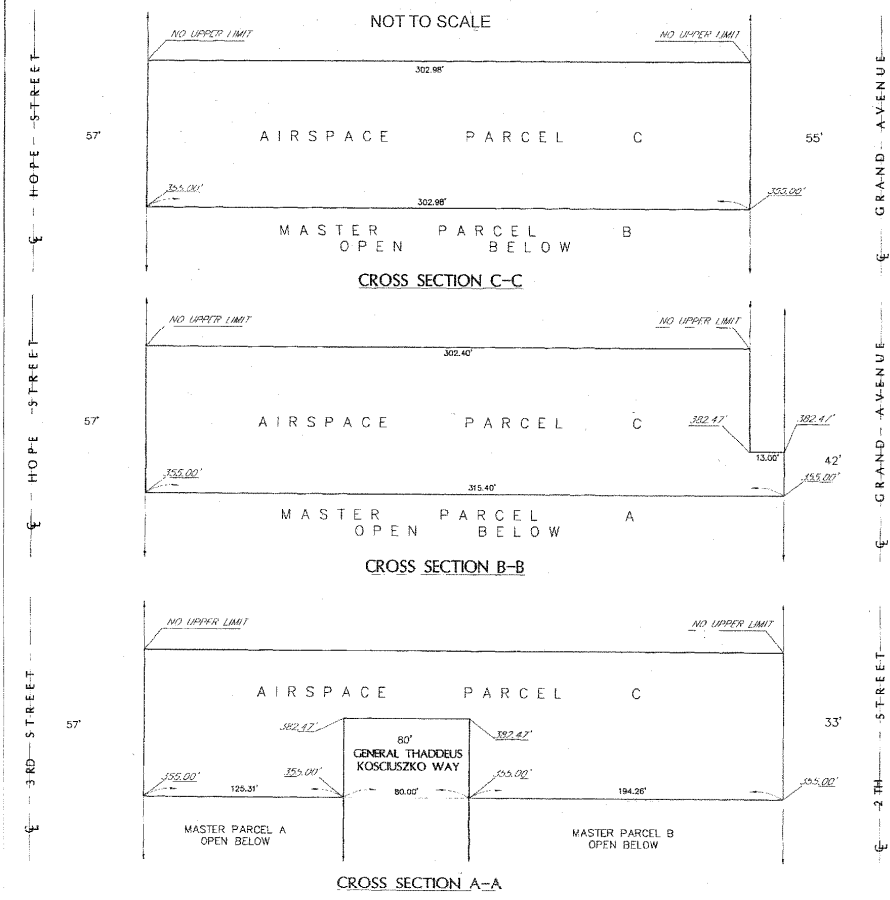 NOT TO SCALE
NO UPPER LIMIT
NO UPPER LIMIT
302.98'
℄ HOPE STREET
57'
AIRSPACE PARCEL C
55'
℄ GRAND AVENUE
355.00'
302.98'
355.00'
MASTER PARCEL B
OPEN BELOW
CROSS SECTION C-C
NO UPPER LIMIT
NO UPPER LIMIT
302.40'
℄ HOPE STREET
57'
AIRSPACE PARCEL C
382.47'
382.47'
13.00'
42'
℄ GRAND AVENUE
355.00'
315.40'
355.00'
MASTER PARCEL A
OPEN BELOW
CROSS SECTION B-B
NO UPPER LIMIT
NO UPPER LIMIT
℄ 3RD STREET
57'
AIRSPACE PARCEL C
33'
℄ 2TH STREET
382.47'
80'
382.47'
GENERAL THADDEUS
KOSCIUSZKO WAY
355.00'
125.31'
355.00'
80.00'
355.00'
194.26'
355.00'
MASTER PARCEL A
OPEN BELOW
MASTER PARCEL B
OPEN BELOW
CROSS SECTION A-A